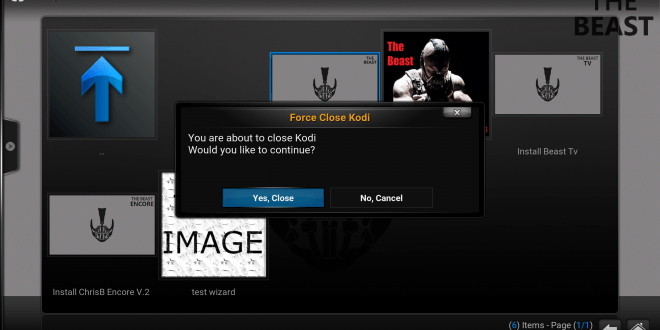 THE
BEAST
THE BEAST
The
Beast
THE BEAST
TV
Force Close Kodi
You are about to close Kodi
Would you like to continue?
..
Install Beast Tv
Yes, Close
No, Cancel
THE BEAST
ENCORE
IMAGE
Install ChrisB Encore V.2
test wizard
(6) Items - Page (1/1)